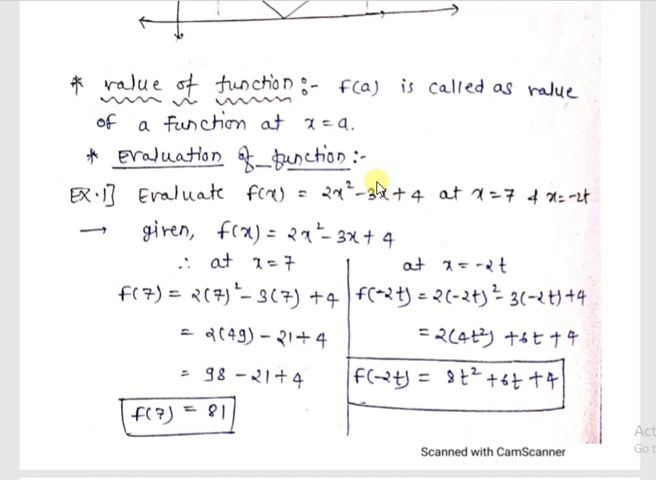 * value of function :- f(a) is called as value
of a function at x = a.
* Evaluation of function :-
EX.1] Evaluate f(x) = 2x² - 3x + 4 at x = 7 & x = -2t
→ given, f(x) = 2x² - 3x + 4
∴ at x = 7
f(7) = 2(7)² - 3(7) + 4
= 2(49) - 21 + 4
= 98 - 21 + 4
f(7) = 81
at x = -2t
f(-2t) = 2(-2t)² - 3(-2t) + 4
= 2(4t²) + 6t + 4
f(-2t) = 8t² + 6t + 4
Scanned with CamScanner
Act
Go t